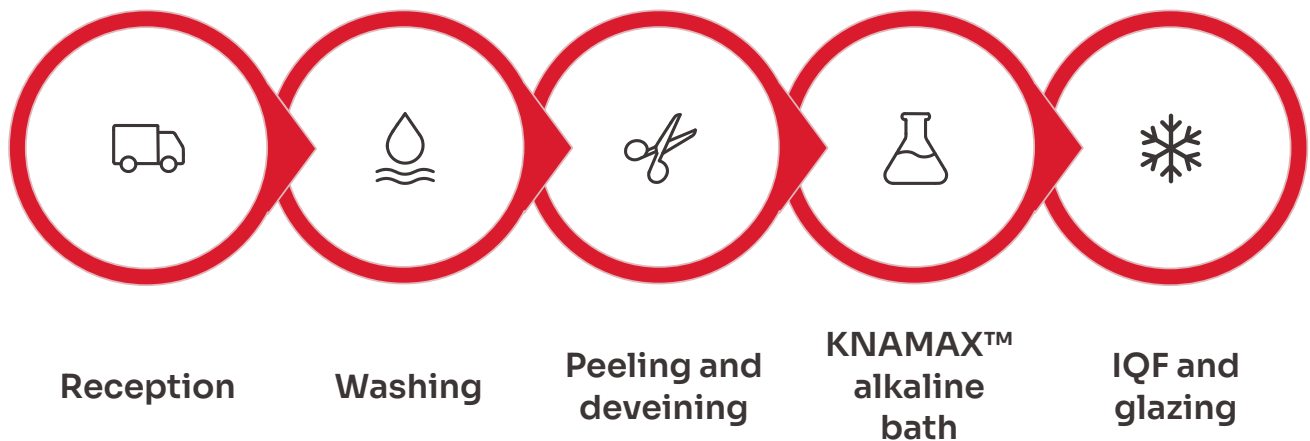 Reception
Washing
Peeling and
deveining
KNAMAX™
alkaline
bath
IQF and
glazing